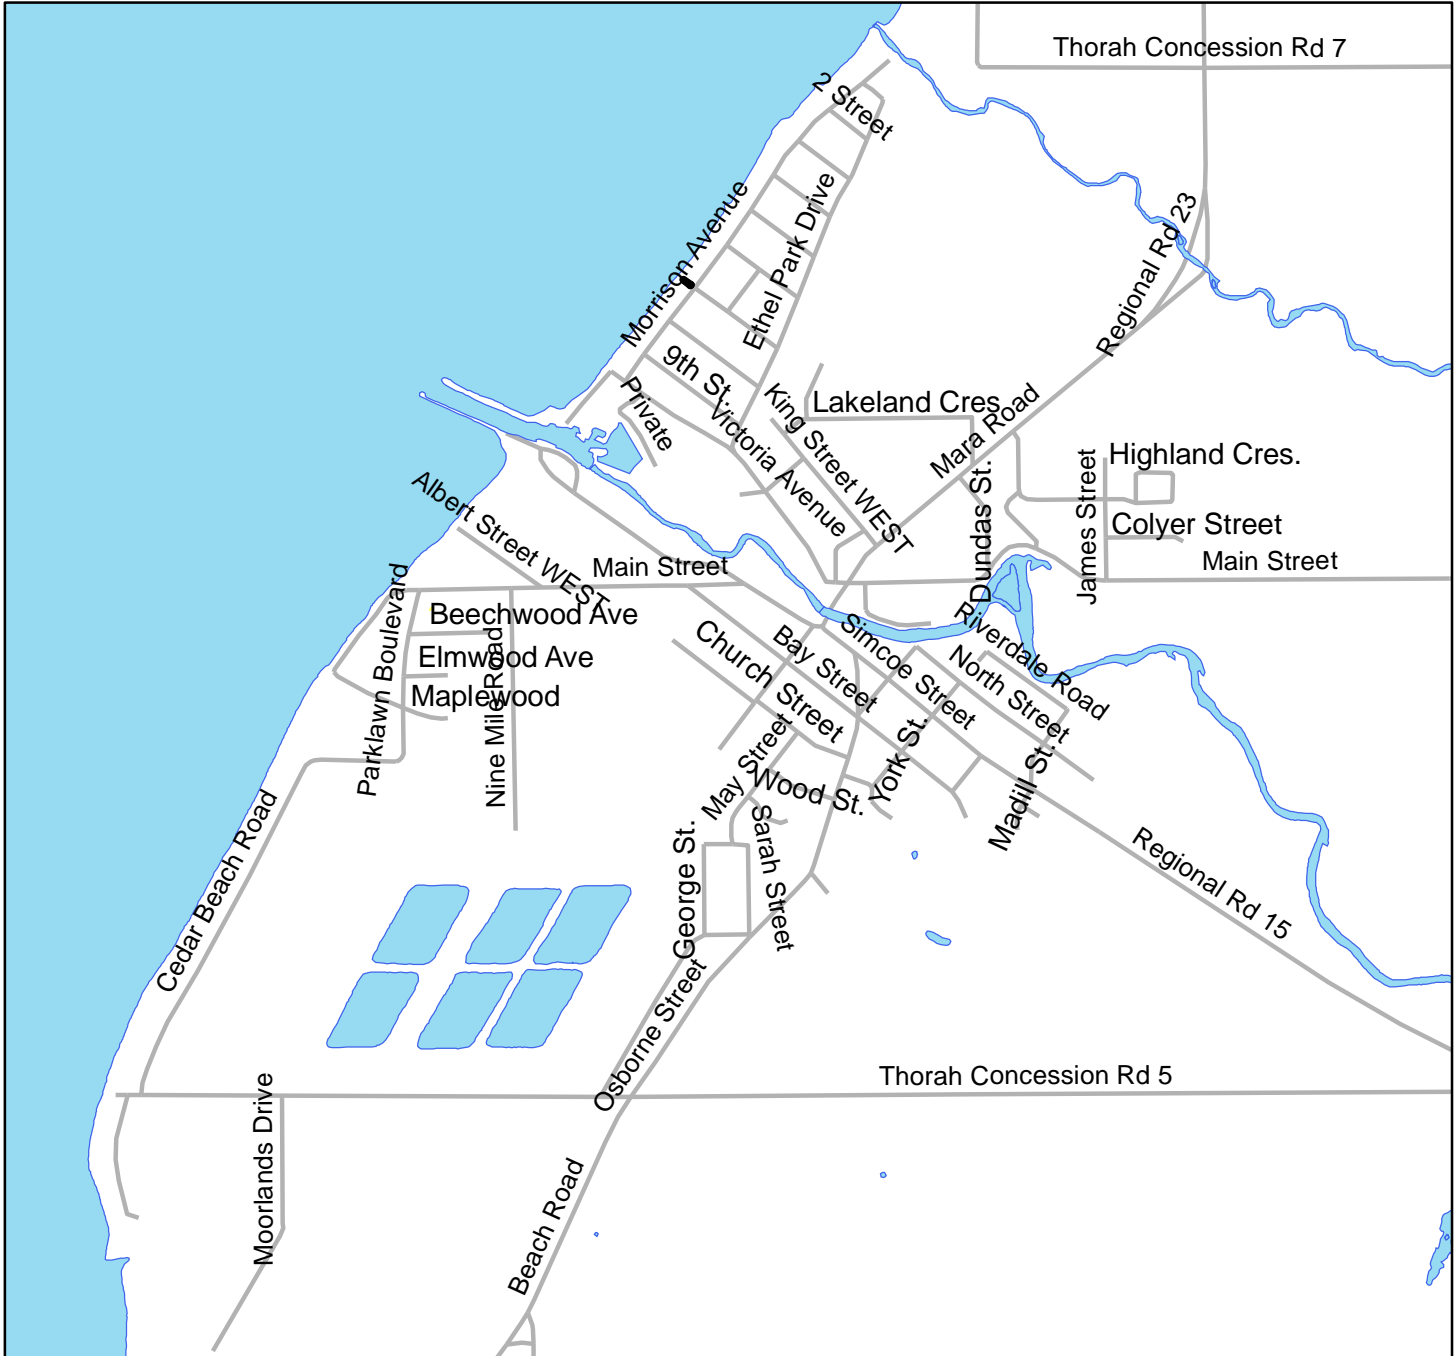 Thorah Concession Rd 7
2 Street
Morrison Avenue
Ethel Park Drive
Regional Rd 23
9th St.
Private
Victoria Avenue
King Street WEST
Lakeland Cres.
Mara Road
Dundas St.
James Street
Highland Cres.
Colyer Street
Main Street
Albert Street WEST
Main Street
Parklawn Boulevard
Beechwood Ave
Elmwood Ave
Maplewood
Nine Mile Road
Church Street
Bay Street
Simcoe Street
Riverdale Road
North Street
York St.
Madill St.
May Street
Wood St.
George St.
Sarah Street
Regional Rd 15
Cedar Beach Road
Osborne Street
Thorah Concession Rd 5
Moorlands Drive
Beach Road